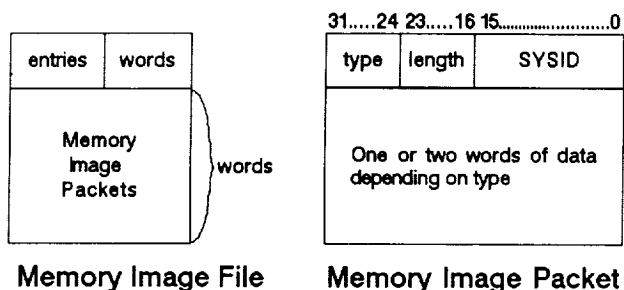 entries words
Memory
Image
Packets
words
Memory Image File
31.....24 23.....16 15........................0
type length SYSID
One or two words of data
depending on type
Memory Image Packet